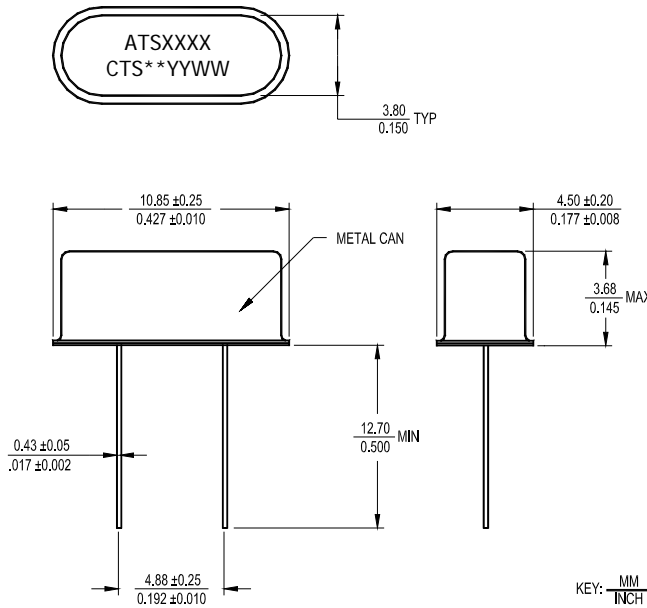 ATSXXXX
CTS**YYWW
3.80
0.150
TYP
10.85 ±0.25
0.427 ±0.010
4.50 ±0.20
0.177 ±0.008
METAL CAN
3.68
0.145
MAX
12.70
0.500
MIN
0.43 ±0.05
.017 ±0.002
4.88 ±0.25
0.192 ±0.010
KEY: MM
INCH